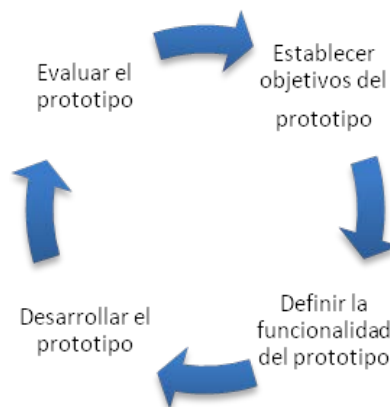 Evaluar el
prototipo
Establecer
objetivos del
prototipo
Definir la
funcionalidad
del prototipo
Desarrollar el
prototipo